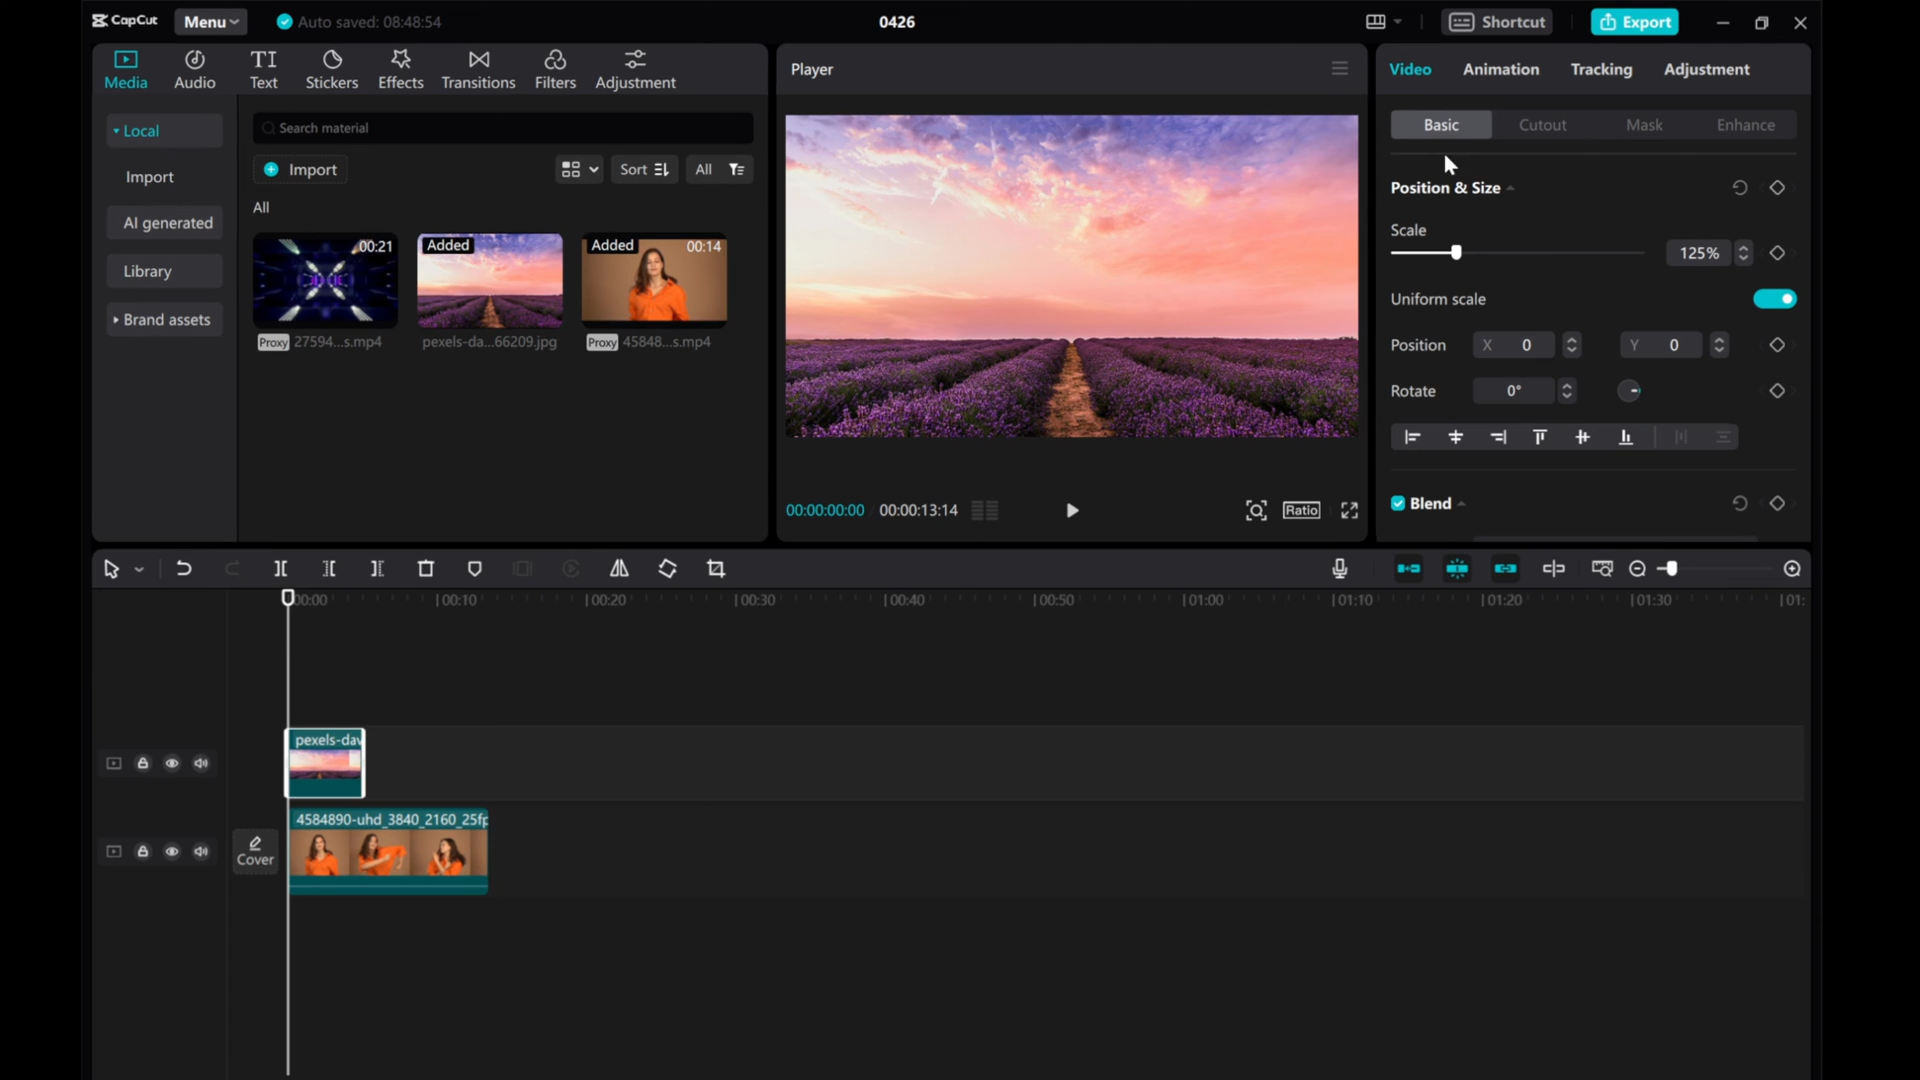 CapCut
Menu
Auto saved: 08:48:54
0426
Shortcut
Export
Media
Audio
TI
Text
Stickers
Effects
Transitions
Filters
Adjustment
Local
Import
AI generated
Library
Brand assets
Search material
Import
Sort
All
All
00:21
Added
Added
00:14
Proxy 27594...s.mp4
pexels-da...66209.jpg
Proxy 45848...s.mp4
Player
00:00:00:00
00:00:13:14
Ratio
Video
Animation
Tracking
Adjustment
Basic
Cutout
Mask
Enhance
Position & Size
Scale
125%
Uniform scale
Position
X 0
Y 0
Rotate
0°
Blend
00:00
00:10
00:20
00:30
00:40
00:50
01:00
01:10
01:20
01:30
01:
pexels-dav
4584890-uhd_3840_2160_25fp
Cover